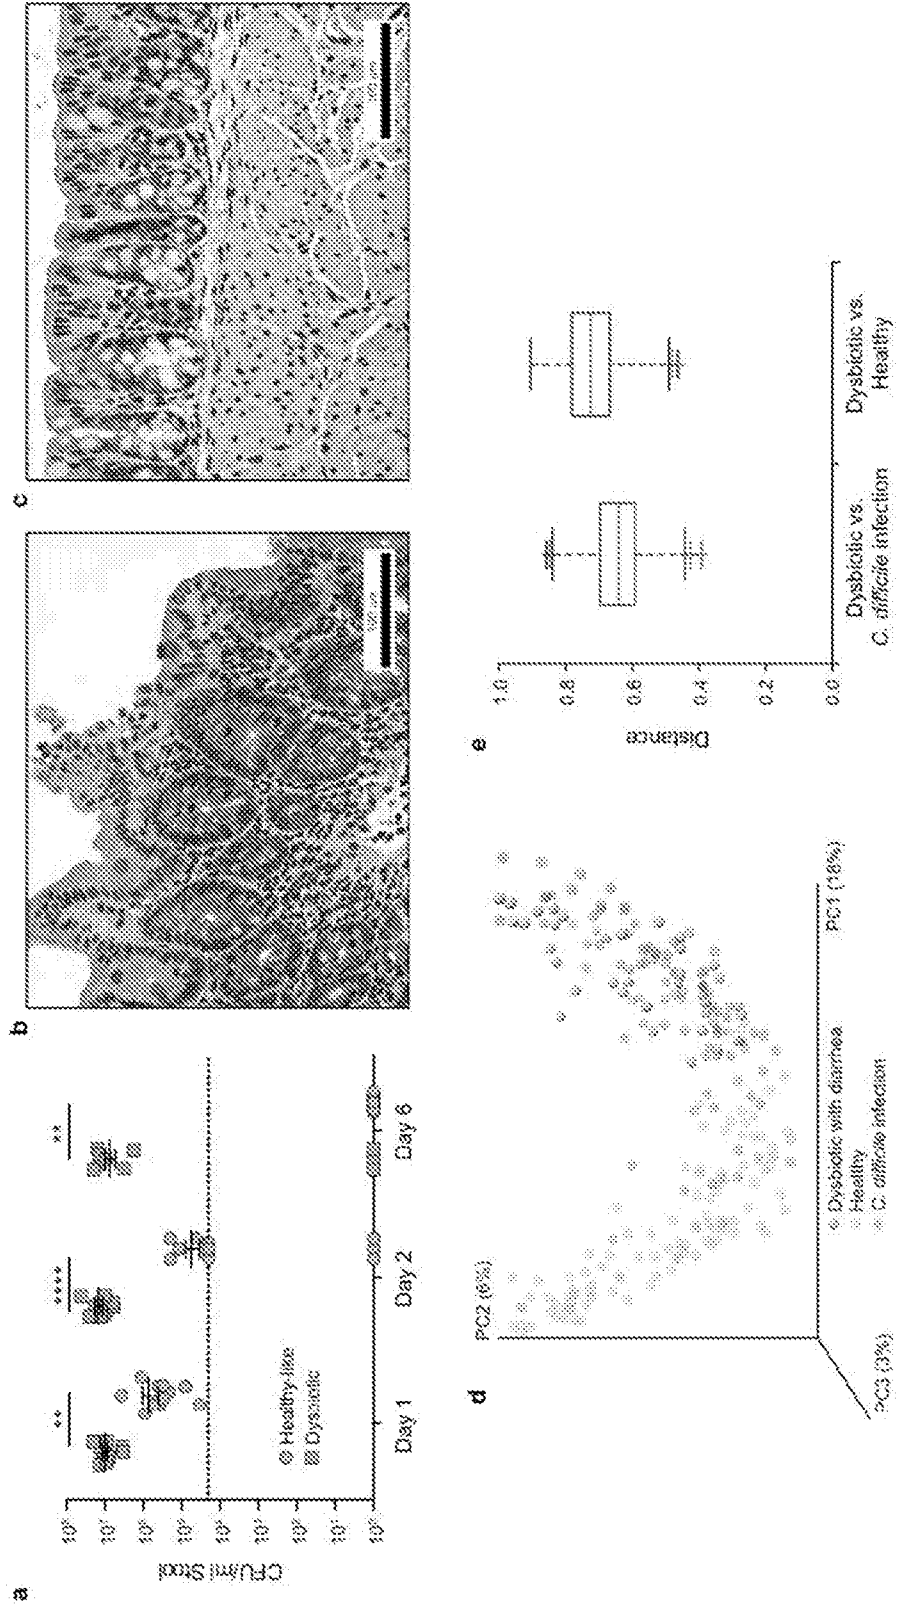 a
CFU/ml Stool
10⁸
10⁷
10⁶
10⁵
10⁴
10³
10²
10¹
10⁰
** **** **
Day 1 Day 2 Day 6
Healthy-like
Dysbiotic
b
c
d
PC2 (6%)
PC1 (18%)
PC3 (3%)
Dysbiotic with diarrhea
Healthy
C. difficile infection
e
Distance
1.0
0.8
0.6
0.4
0.2
0.0
Dysbiotic vs.
C. difficile infection
Dysbiotic vs.
Healthy